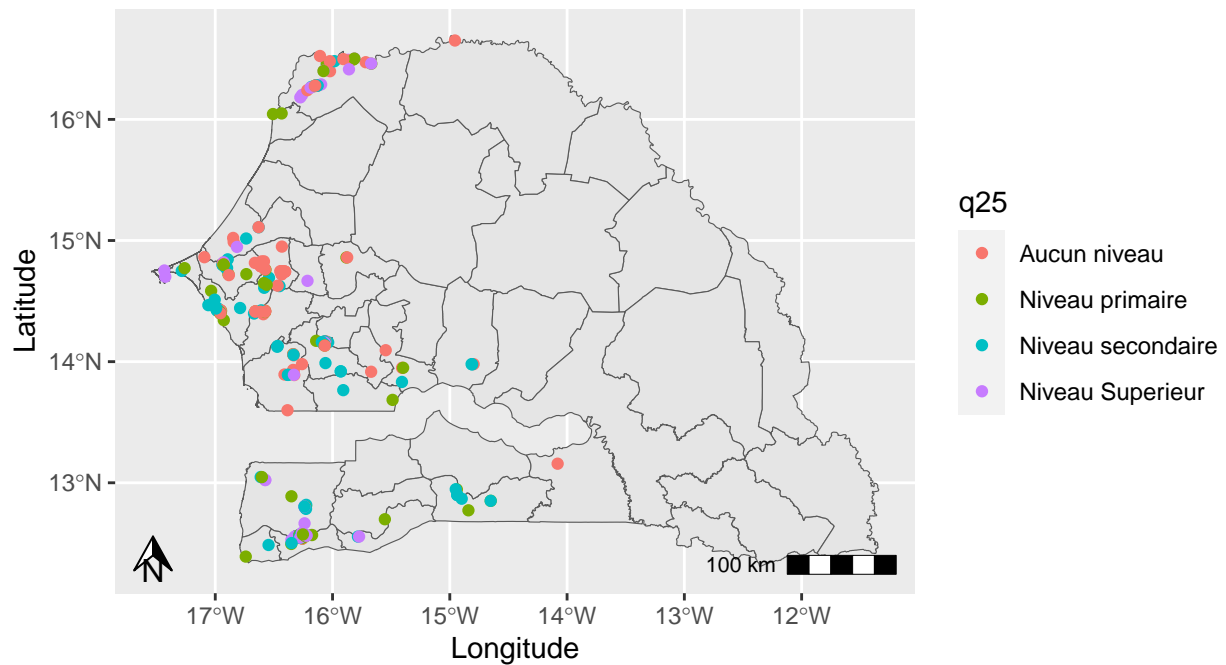 16°N
15°N
14°N
13°N
Latitude
N
100 km
17°W
16°W
15°W
14°W
13°W
12°W
Longitude
q25
Aucun niveau
Niveau primaire
Niveau secondaire
Niveau Superieur